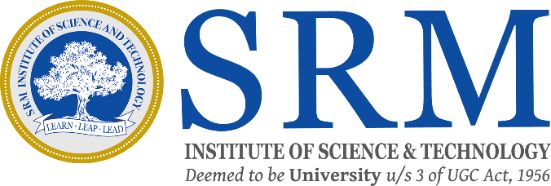 SRM INSTITUTE OF SCIENCE AND TECHNOLOGY
LEARN · LEAP · LEAD
SRM
INSTITUTE OF SCIENCE & TECHNOLOGY
Deemed to be University u/s 3 of UGC Act, 1956